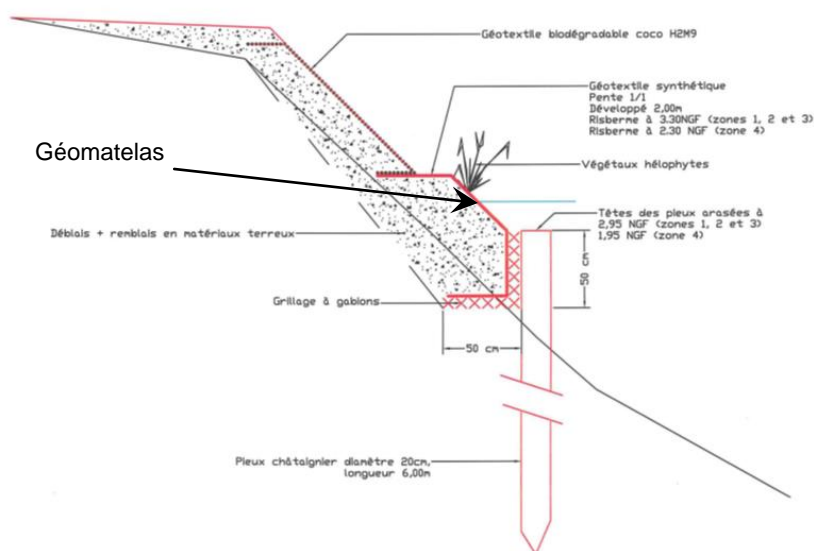 Géotextile biodégradable coco H2M9
Géotextile synthétique
Pente 1/1
Développé 2,00m
Risberme à 3.30NGF (zones 1, 2 et 3)
Risberme à 2.30 NGF (zone 4)
Géomatelas
Végétaux hélophytes
Têtes des pieux arasées à
2,95 NGF (zones 1, 2 et 3)
1,95 NGF (zone 4)
Déblais + remblais en matériaux terreux
50 cm
Grillage à gabions
50 cm
Pieux châtaignier diamètre 20cm,
longueur 6,00m